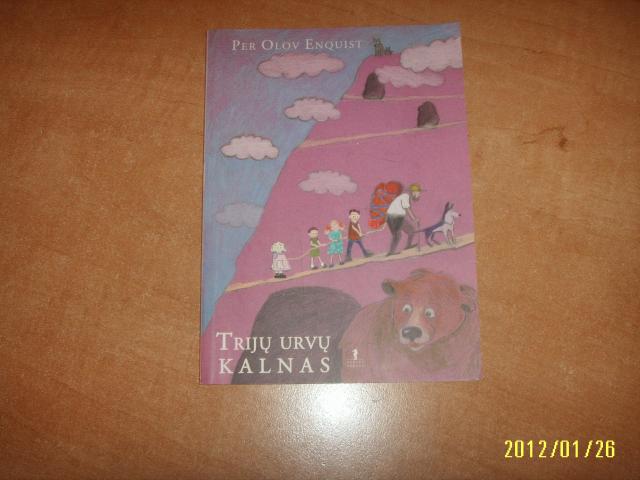 PER OLOV ENQUIST
TRIJŲ URVŲ
KALNAS
2012/01/26